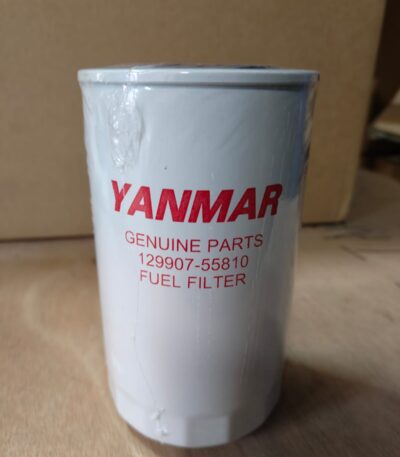 YANMAR
GENUINE PARTS
129907-55810
FUEL FILTER